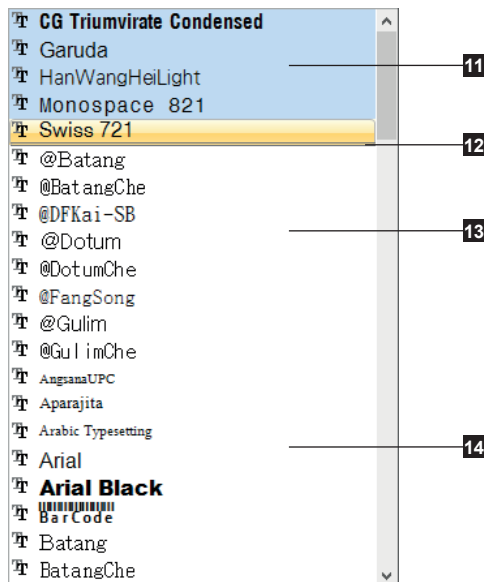 CG Triumvirate Condensed
Garuda
11
HanWangHeiLight
Monospace 821
Swiss 721
12
@Batang
@BatangChe
@DFKai-SB
13
@Dotum
@DotumChe
@FangSong
@Gulim
@GulimChe
AngsanaUPC
Aparajita
Arabic Typesetting
14
Arial
Arial Black
BarCode
Batang
BatangChe